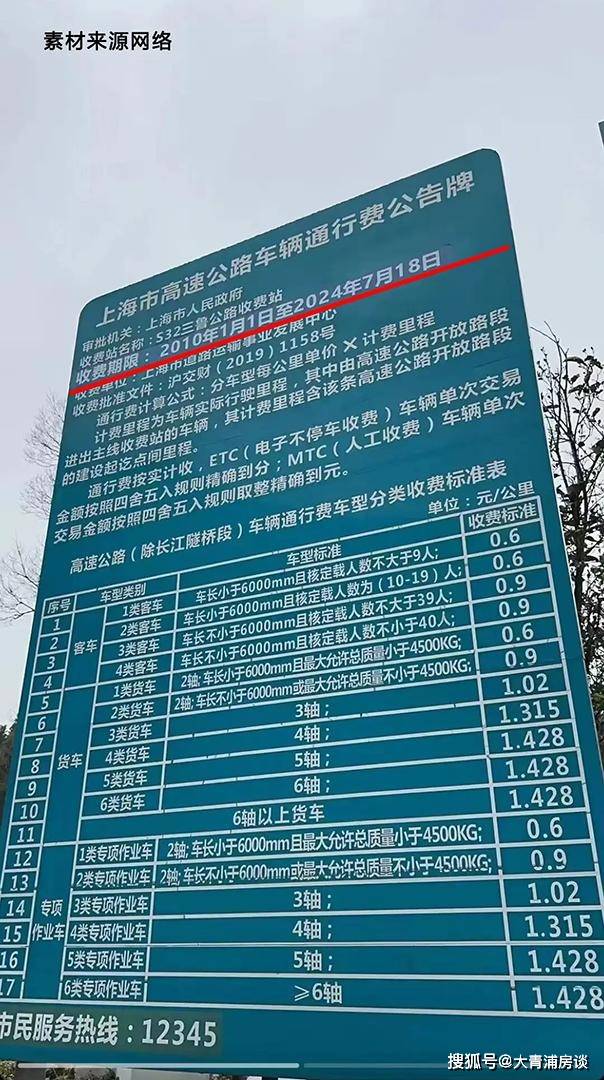 素材来源网络
上海市高速公路车辆通行费公告牌
审批机关：上海市人民政府
收费站名称：S32三鲁公路收费站
收费期限：2010年1月1日至2024年7月18日
收费单位：上海市道路运输事业发展中心
收费批准文件：沪交财（2019）1158号
通行费计算公式：分车型每公里单价×计费里程
计费里程为车辆实际行驶里程，其中由高速公路开放路段
进出主线收费站的车辆，其计费里程含该条高速公路开放路段
的建设起讫点间里程。
通行费按实计收，ETC（电子不停车收费）车辆单次交易
金额按照四舍五入规则精确到分；MTC（人工收费）车辆单次
交易金额按照四舍五入规则取整精确到元。
高速公路（除长江隧桥段）车辆通行费车型分类收费标准表
单位：元/公里
序号 车型类别 车型标准 收费标准
1 客车 1类客车 车长小于6000mm且核定载人数不大于9人; 0.6
2 2类客车 车长小于6000mm且核定载人数为（10-19）人; 0.6
3 3类客车 车长不小于6000mm且核定载人数不大于39人; 0.9
4 4类客车 车长不小于6000mm且核定载人数不小于40人; 0.9
5 货车 1类货车 2轴; 车长小于6000mm且最大允许总质量小于4500KG; 0.6
6 2类货车 2轴; 车长不小于6000mm或最大允许总质量不小于4500KG; 0.9
7 3类货车 3轴; 1.02
8 4类货车 4轴; 1.315
9 5类货车 5轴; 1.428
10 6类货车 6轴; 1.428
11 6轴以上货车 1.428
12 专项作业车 1类专项作业车 2轴; 车长小于6000mm且最大允许总质量小于4500KG; 0.6
13 2类专项作业车 2轴; 车长不小于6000mm或最大允许总质量不小于4500KG; 0.9
14 3类专项作业车 3轴; 1.02
15 4类专项作业车 4轴; 1.315
16 5类专项作业车 5轴; 1.428
17 6类专项作业车 ≥6轴 1.428
市民服务热线：12345
搜狐号@大青浦房谈